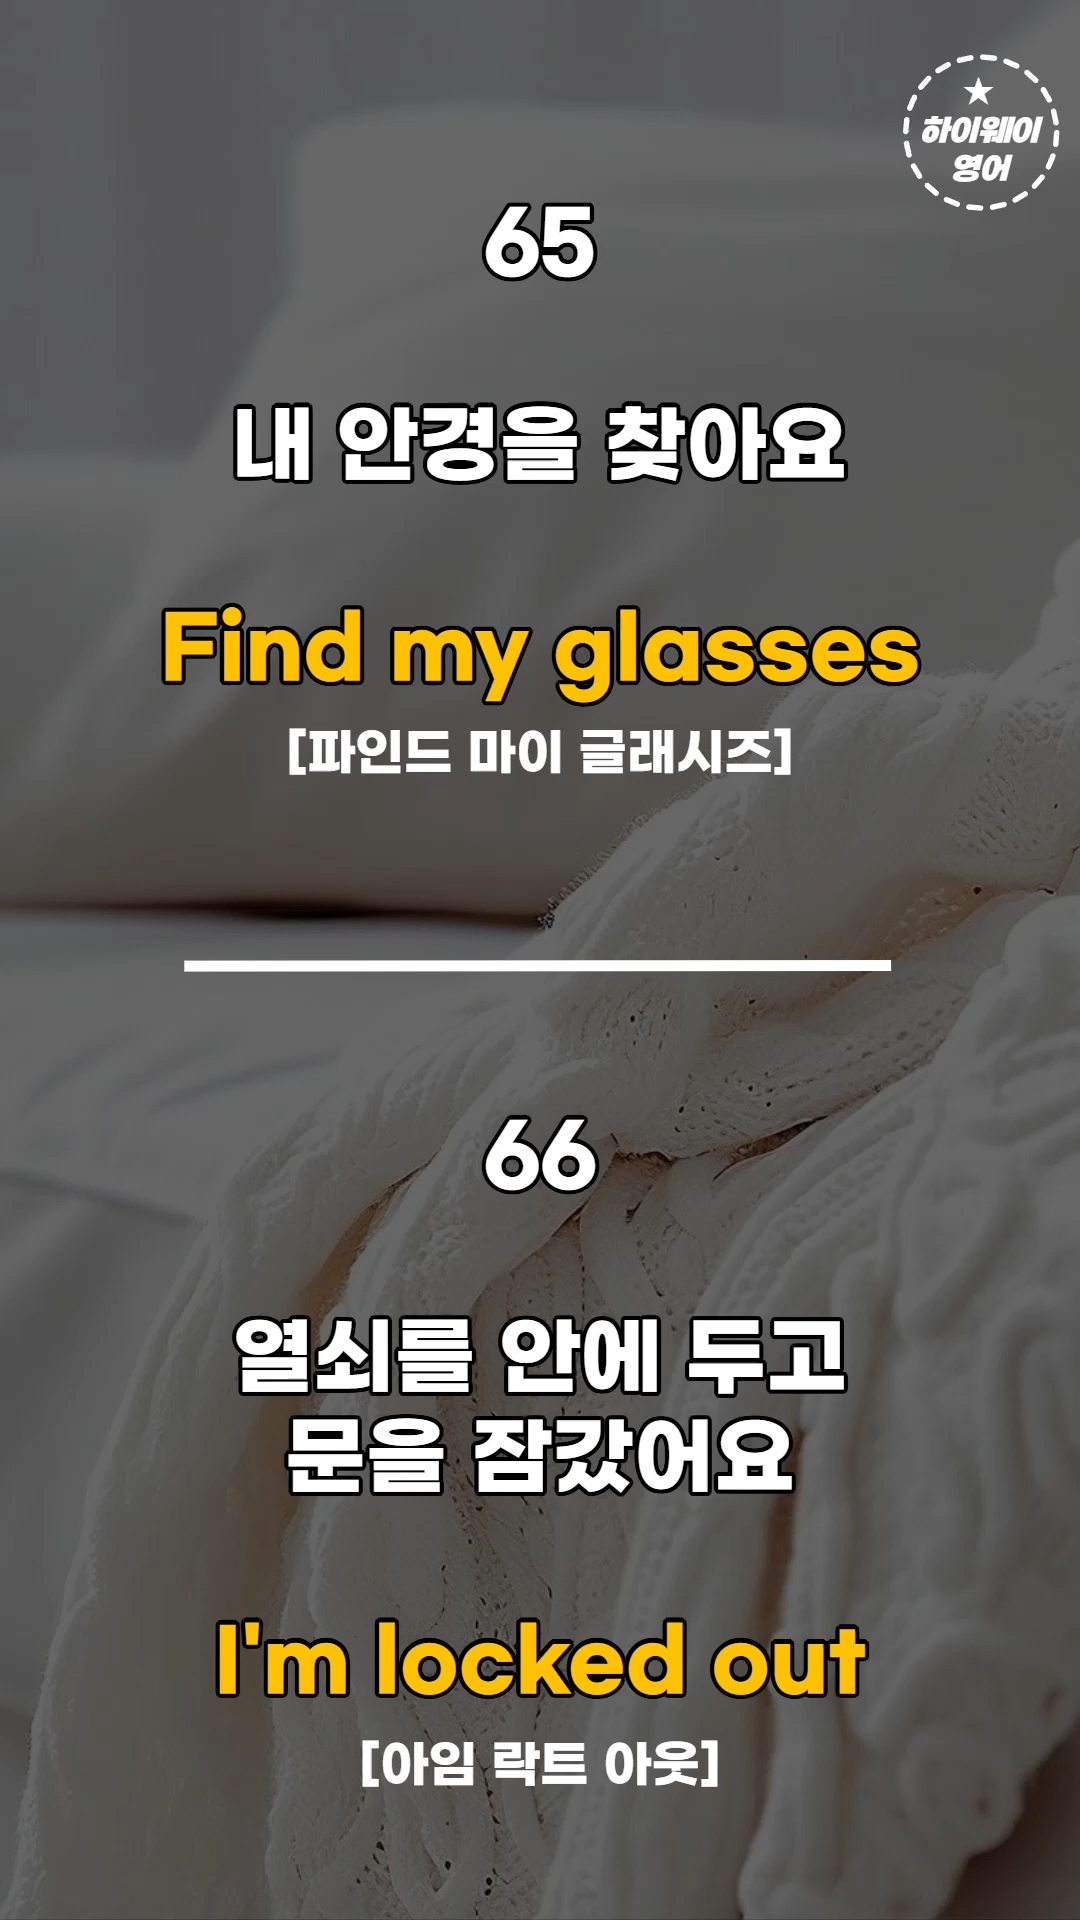 ★
하이웨이
영어
65
내 안경을 찾아요
Find my glasses
[파인드 마이 글래시즈]
66
열쇠를 안에 두고
문을 잠갔어요
I'm locked out
[아임 락트 아웃]